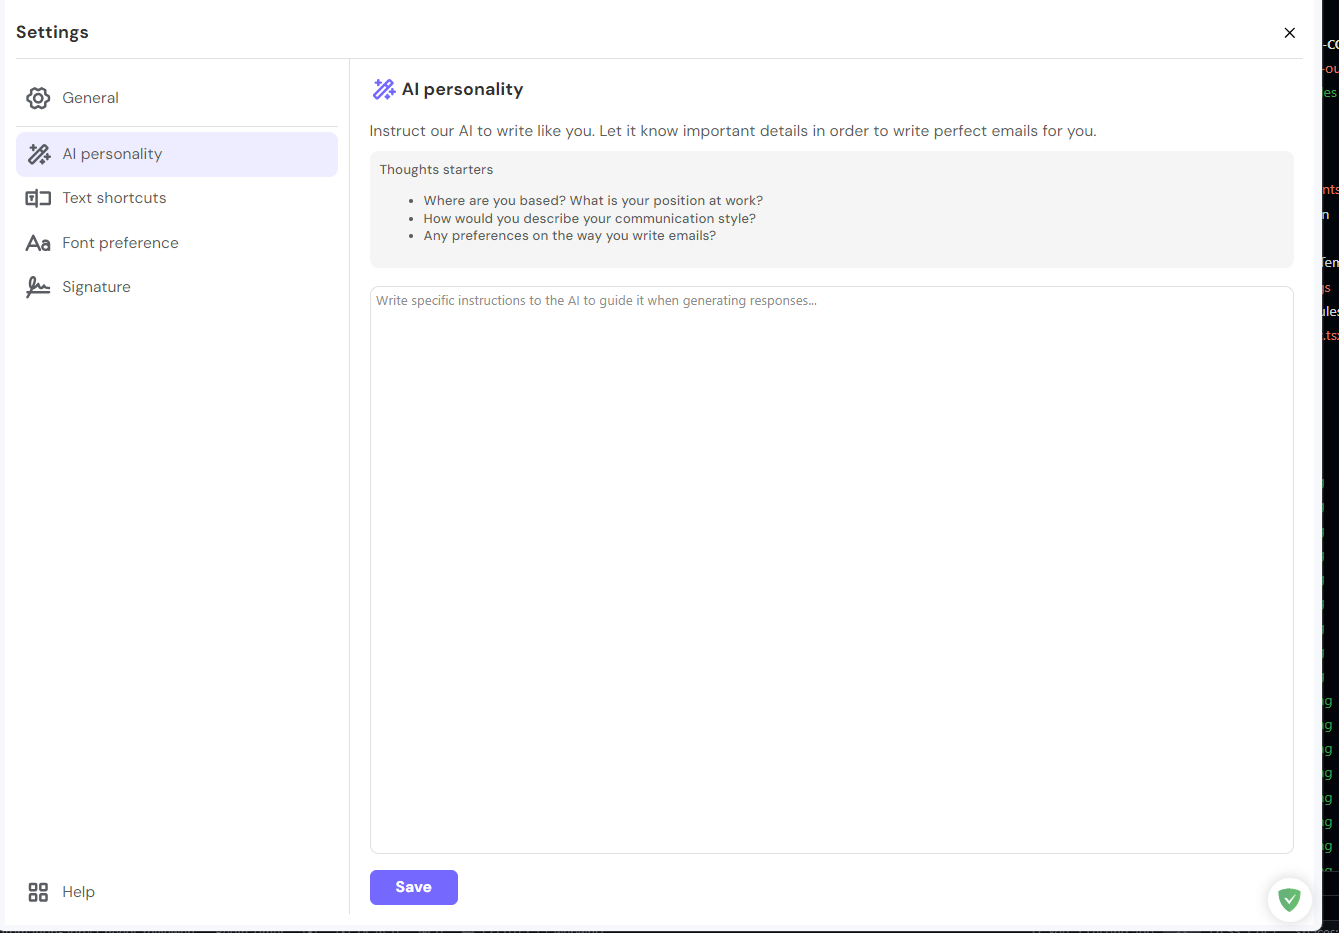 Settings
General
AI personality
Text shortcuts
Font preference
Signature
Help
AI personality
Instruct our AI to write like you. Let it know important details in order to write perfect emails for you.
Thoughts starters
Where are you based? What is your position at work?
How would you describe your communication style?
Any preferences on the way you write emails?
Write specific instructions to the AI to guide it when generating responses...
Save